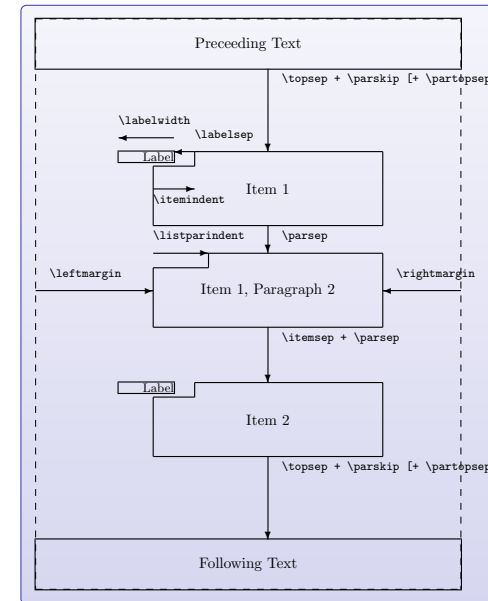 Preceeding Text
\topsep + \parskip [+ \partopsep
\labelwidth
\labelsep
Label
Item 1
\itemindent
\listparindent
\parsep
\leftmargin
Item 1, Paragraph 2
\rightmargin
\itemsep + \parsep
Label
Item 2
\topsep + \parskip [+ \partopsep
Following Text